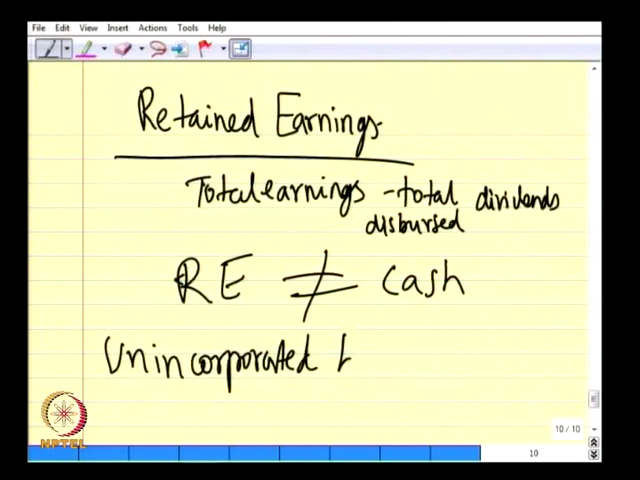 File Edit View Insert Actions Tools Help
Retained Earnings
Total earnings - total dividends
disbursed
RE ≠ Cash
Unincorporated
NPTEL
10 / 10
10